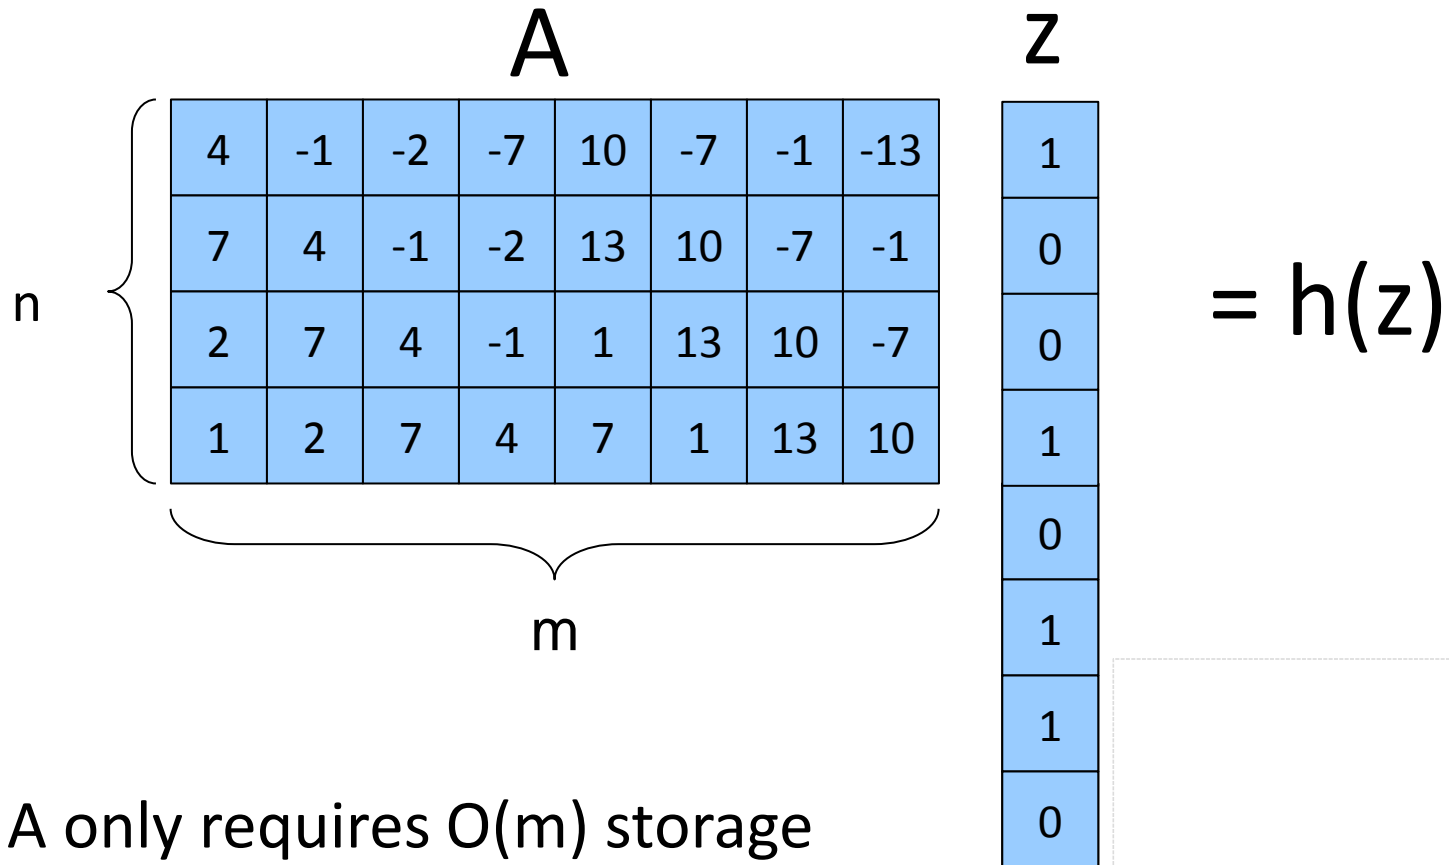 A z
4 -1 -2 -7 10 -7 -1 -13 1
7 4 -1 -2 13 10 -7 -1 0
n = h(z)
2 7 4 -1 1 13 10 -7 0
1 2 7 4 7 1 13 10 1
0
m 1
1
A only requires O(m) storage 0